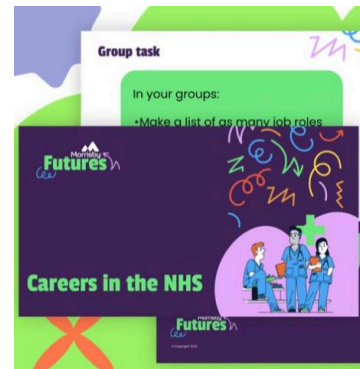 Group task
In your groups:
•Make a list of as many job roles
Morrisby
Futures
Careers in the NHS
Morrisby
Futures